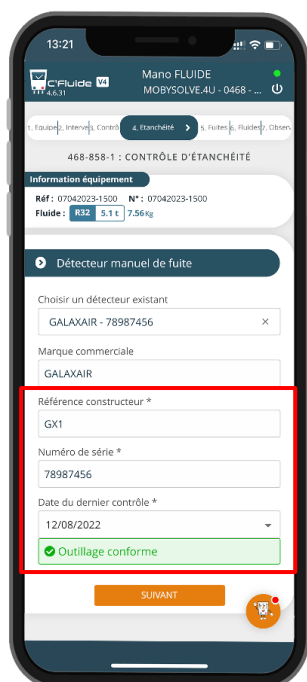 13:21
C'Fluide V4
4.6.31
Mano FLUIDE
MOBYSOLVE.4U - 0468 - ...
1, Equipe 2, Interve 3, Contrô 4, Etanchéité 5, Fuites 6, Fluides 7, Obser
468-858-1 : CONTRÔLE D'ÉTANCHÉITÉ
Information équipement
Réf : 07042023-1500 N° : 07042023-1500
Fluide : R32 5.1 t 7.56 Kg
Détecteur manuel de fuite
Choisir un détecteur existant
GALAXAIR - 78987456 ×
Marque commerciale
GALAXAIR
Référence constructeur *
GX1
Numéro de série *
78987456
Date du dernier contrôle *
12/08/2022
Outillage conforme
SUIVANT